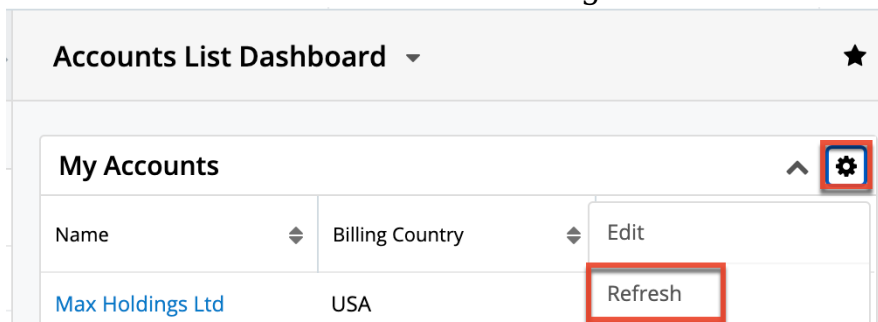 Accounts List Dashboard
My Accounts
Name Billing Country Edit
Max Holdings Ltd USA Refresh